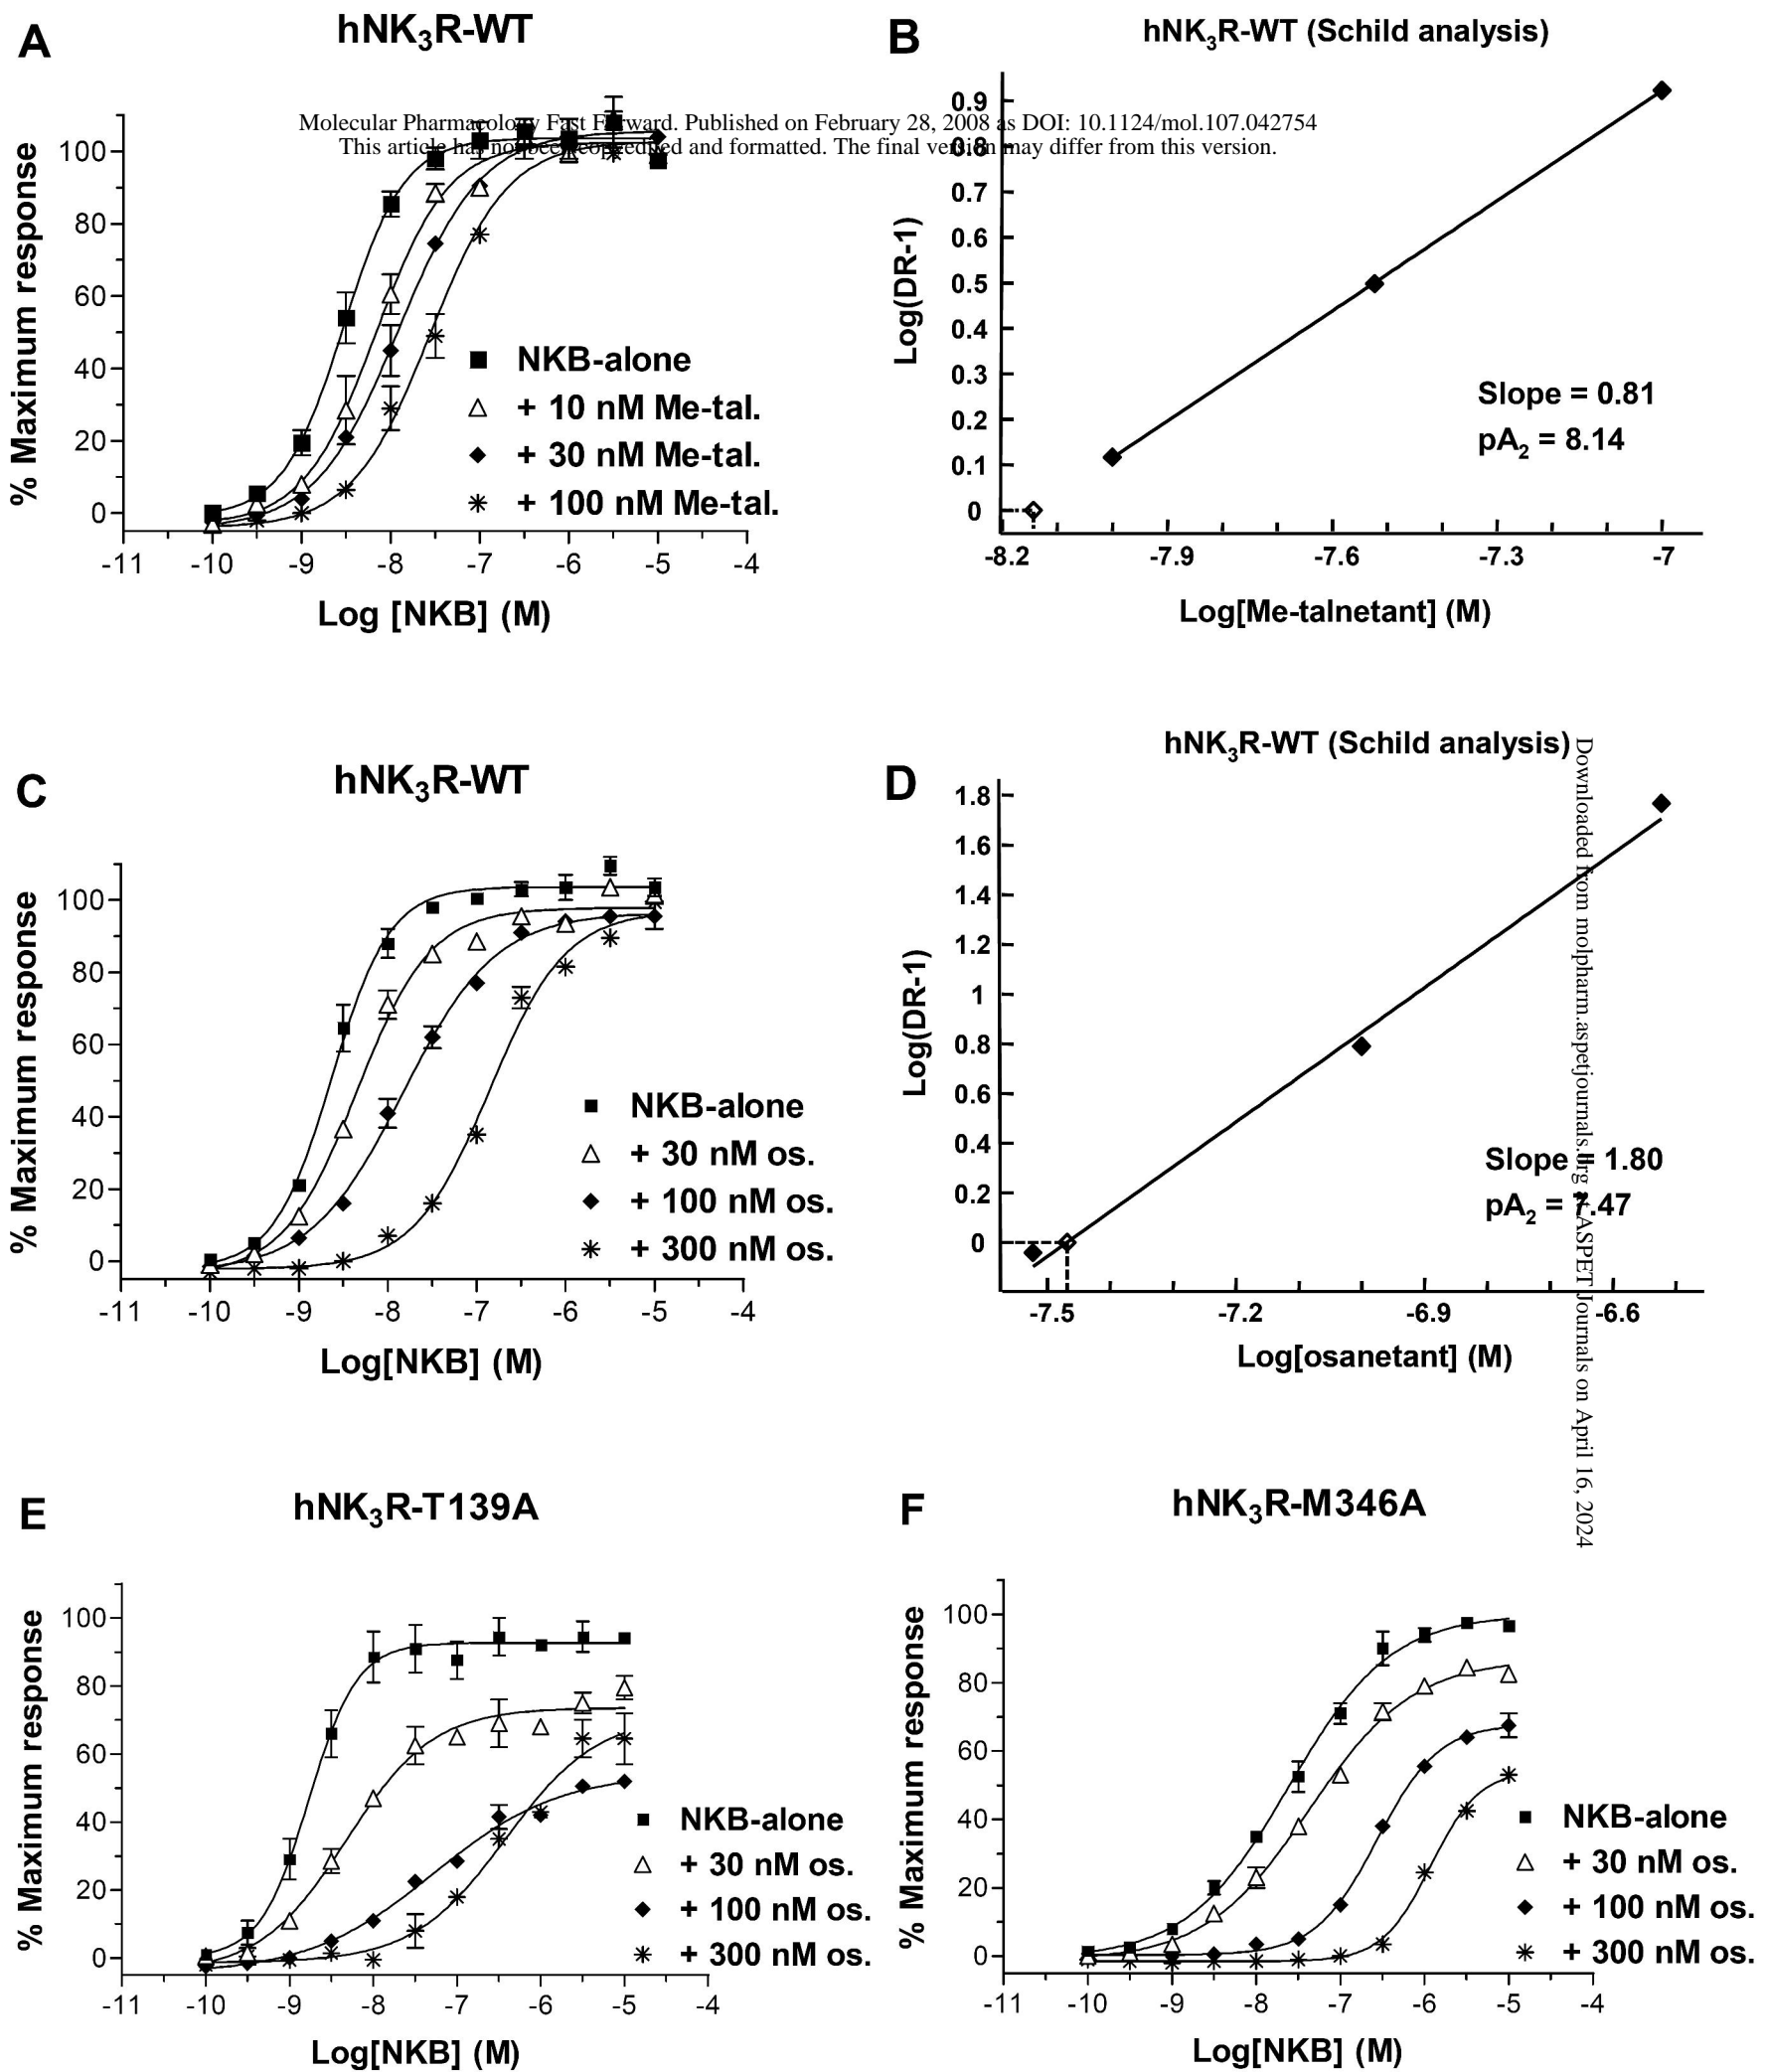 A
hNK3R-WT
B
hNK3R-WT (Schild analysis)
Molecular Pharmacology Fast Forward. Published on February 28, 2008 as DOI: 10.1124/mol.107.042754
This article has not been copyedited and formatted. The final version may differ from this version.
% Maximum response
100
80
60
40
20
0
-11 -10 -9 -8 -7 -6 -5 -4
Log [NKB] (M)
NKB-alone
+ 10 nM Me-tal.
+ 30 nM Me-tal.
+ 100 nM Me-tal.
Log(DR-1)
0.9
0.8
0.7
0.6
0.5
0.4
0.3
0.2
0.1
0
Slope = 0.81
pA2 = 8.14
-8.2 -7.9 -7.6 -7.3 -7
Log[Me-talnetant] (M)
C
hNK3R-WT
% Maximum response
100
80
60
40
20
0
NKB-alone
+ 30 nM os.
+ 100 nM os.
+ 300 nM os.
-11 -10 -9 -8 -7 -6 -5 -4
Log[NKB] (M)
D
hNK3R-WT (Schild analysis)
Log(DR-1)
1.8
1.6
1.4
1.2
1
0.8
0.6
0.4
0.2
0
Slope = 1.80
pA2 = 7.47
-7.5 -7.2 -6.9 -6.6
Log[osanetant] (M)
Downloaded from molpharm.aspetjournals.org at ASPET Journals on April 16, 2024
E
hNK3R-T139A
% Maximum response
100
80
60
40
20
0
NKB-alone
+ 30 nM os.
+ 100 nM os.
+ 300 nM os.
-11 -10 -9 -8 -7 -6 -5 -4
Log[NKB] (M)
F
hNK3R-M346A
% Maximum response
100
80
60
40
20
0
NKB-alone
+ 30 nM os.
+ 100 nM os.
+ 300 nM os.
-11 -10 -9 -8 -7 -6 -5 -4
Log[NKB] (M)